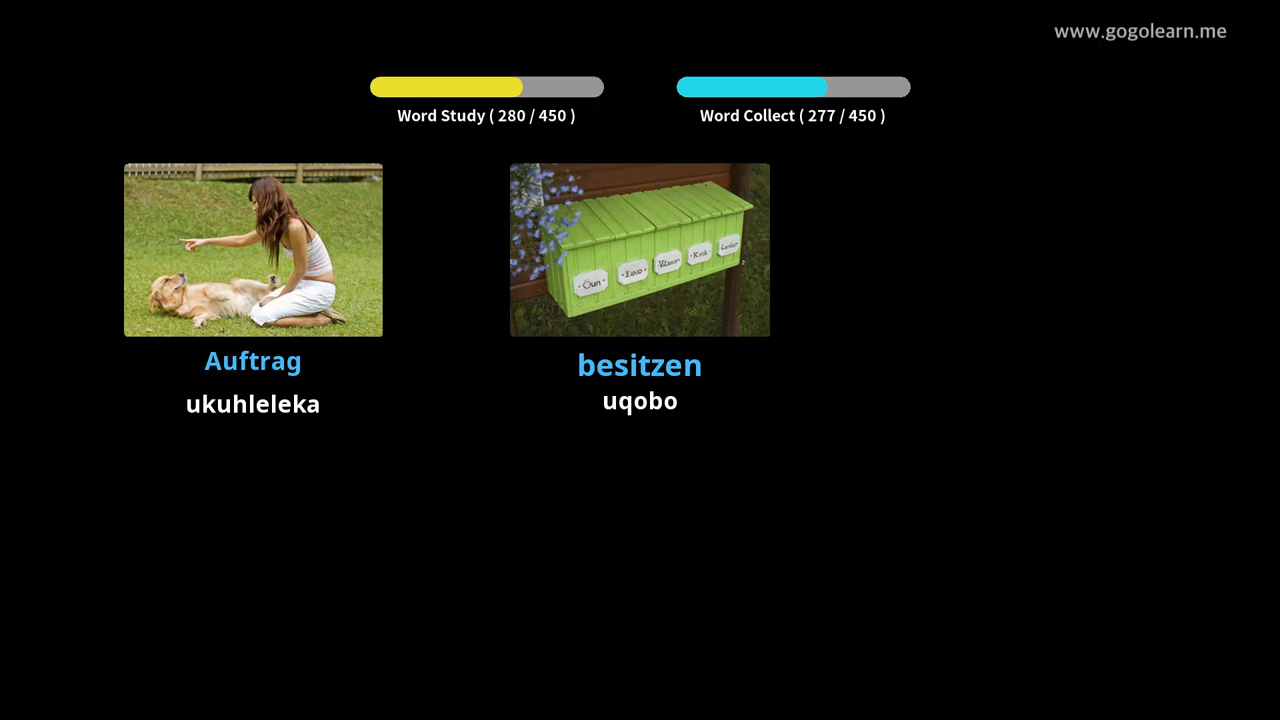 www.gogolearn.me
Word Study ( 280 / 450 )
Word Collect ( 277 / 450 )
Auftrag
ukuhleleka
besitzen
uqobo